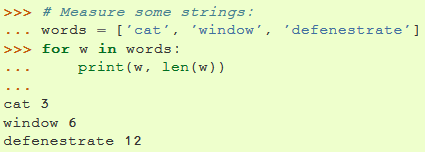 >>> # Measure some strings:
... words = ['cat', 'window', 'defenestrate']
>>> for w in words:
...     print(w, len(w))
...
cat 3
window 6
defenestrate 12